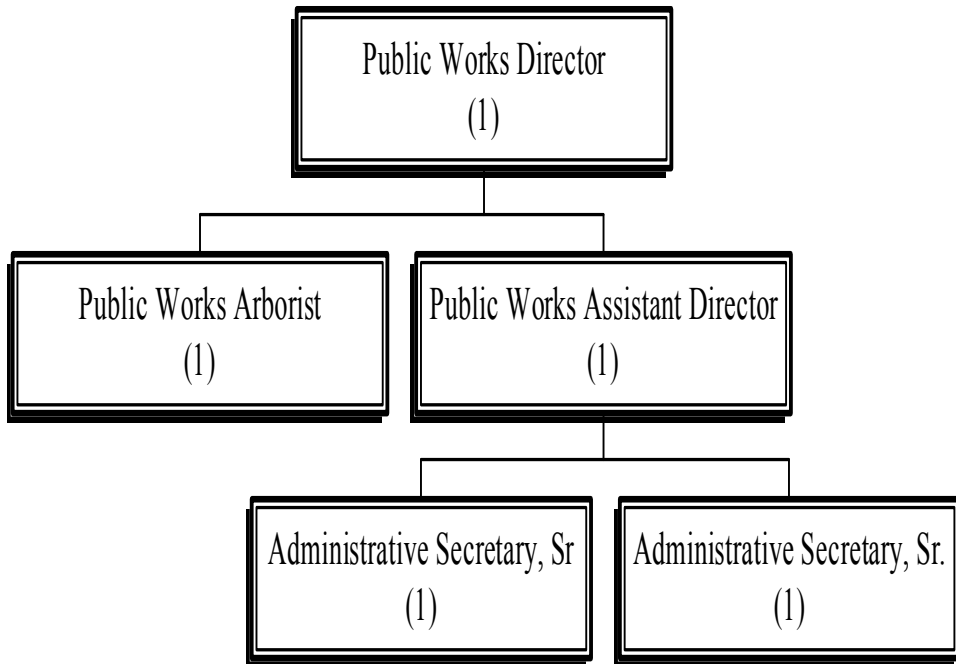 Public Works Director
(1)
Public Works Arborist
(1)
Public Works Assistant Director
(1)
Administrative Secretary, Sr
(1)
Administrative Secretary, Sr.
(1)